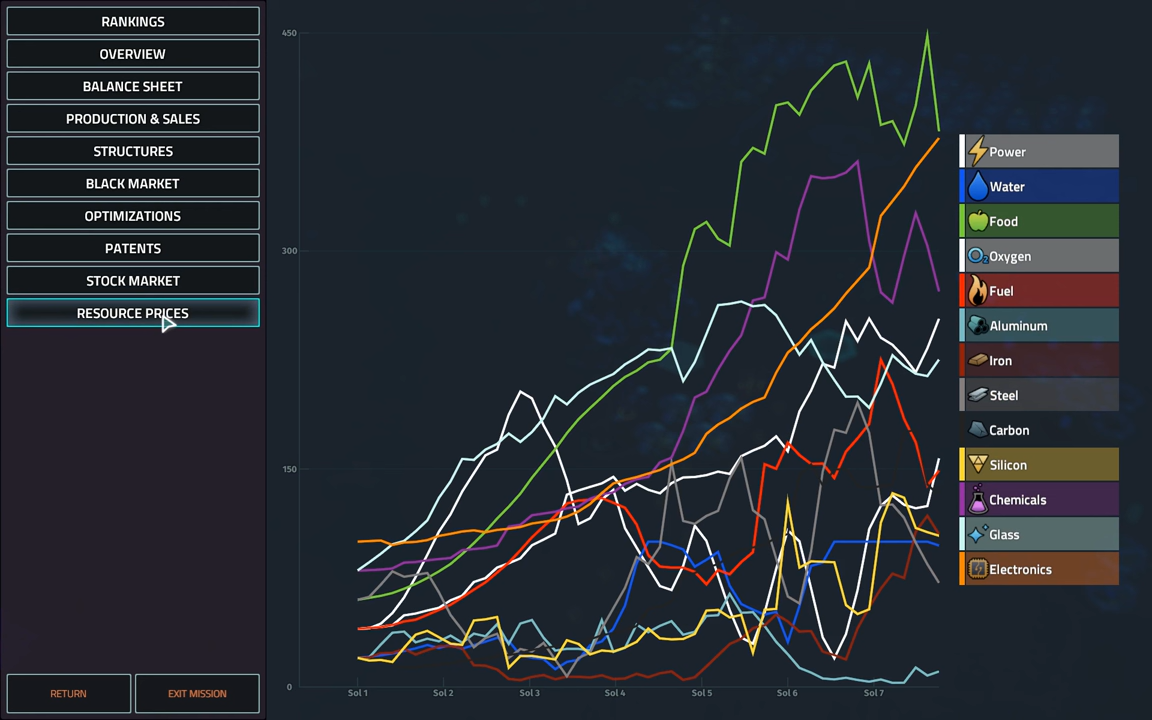 RANKINGS
OVERVIEW
BALANCE SHEET
PRODUCTION & SALES
STRUCTURES
BLACK MARKET
OPTIMIZATIONS
PATENTS
STOCK MARKET
RESOURCE PRICES
RETURN
EXIT MISSION
450
300
150
0
Sol 1
Sol 2
Sol 3
Sol 4
Sol 5
Sol 6
Sol 7
Power
Water
Food
O2 Oxygen
Fuel
Aluminum
Iron
Steel
Carbon
Silicon
Chemicals
Glass
Electronics